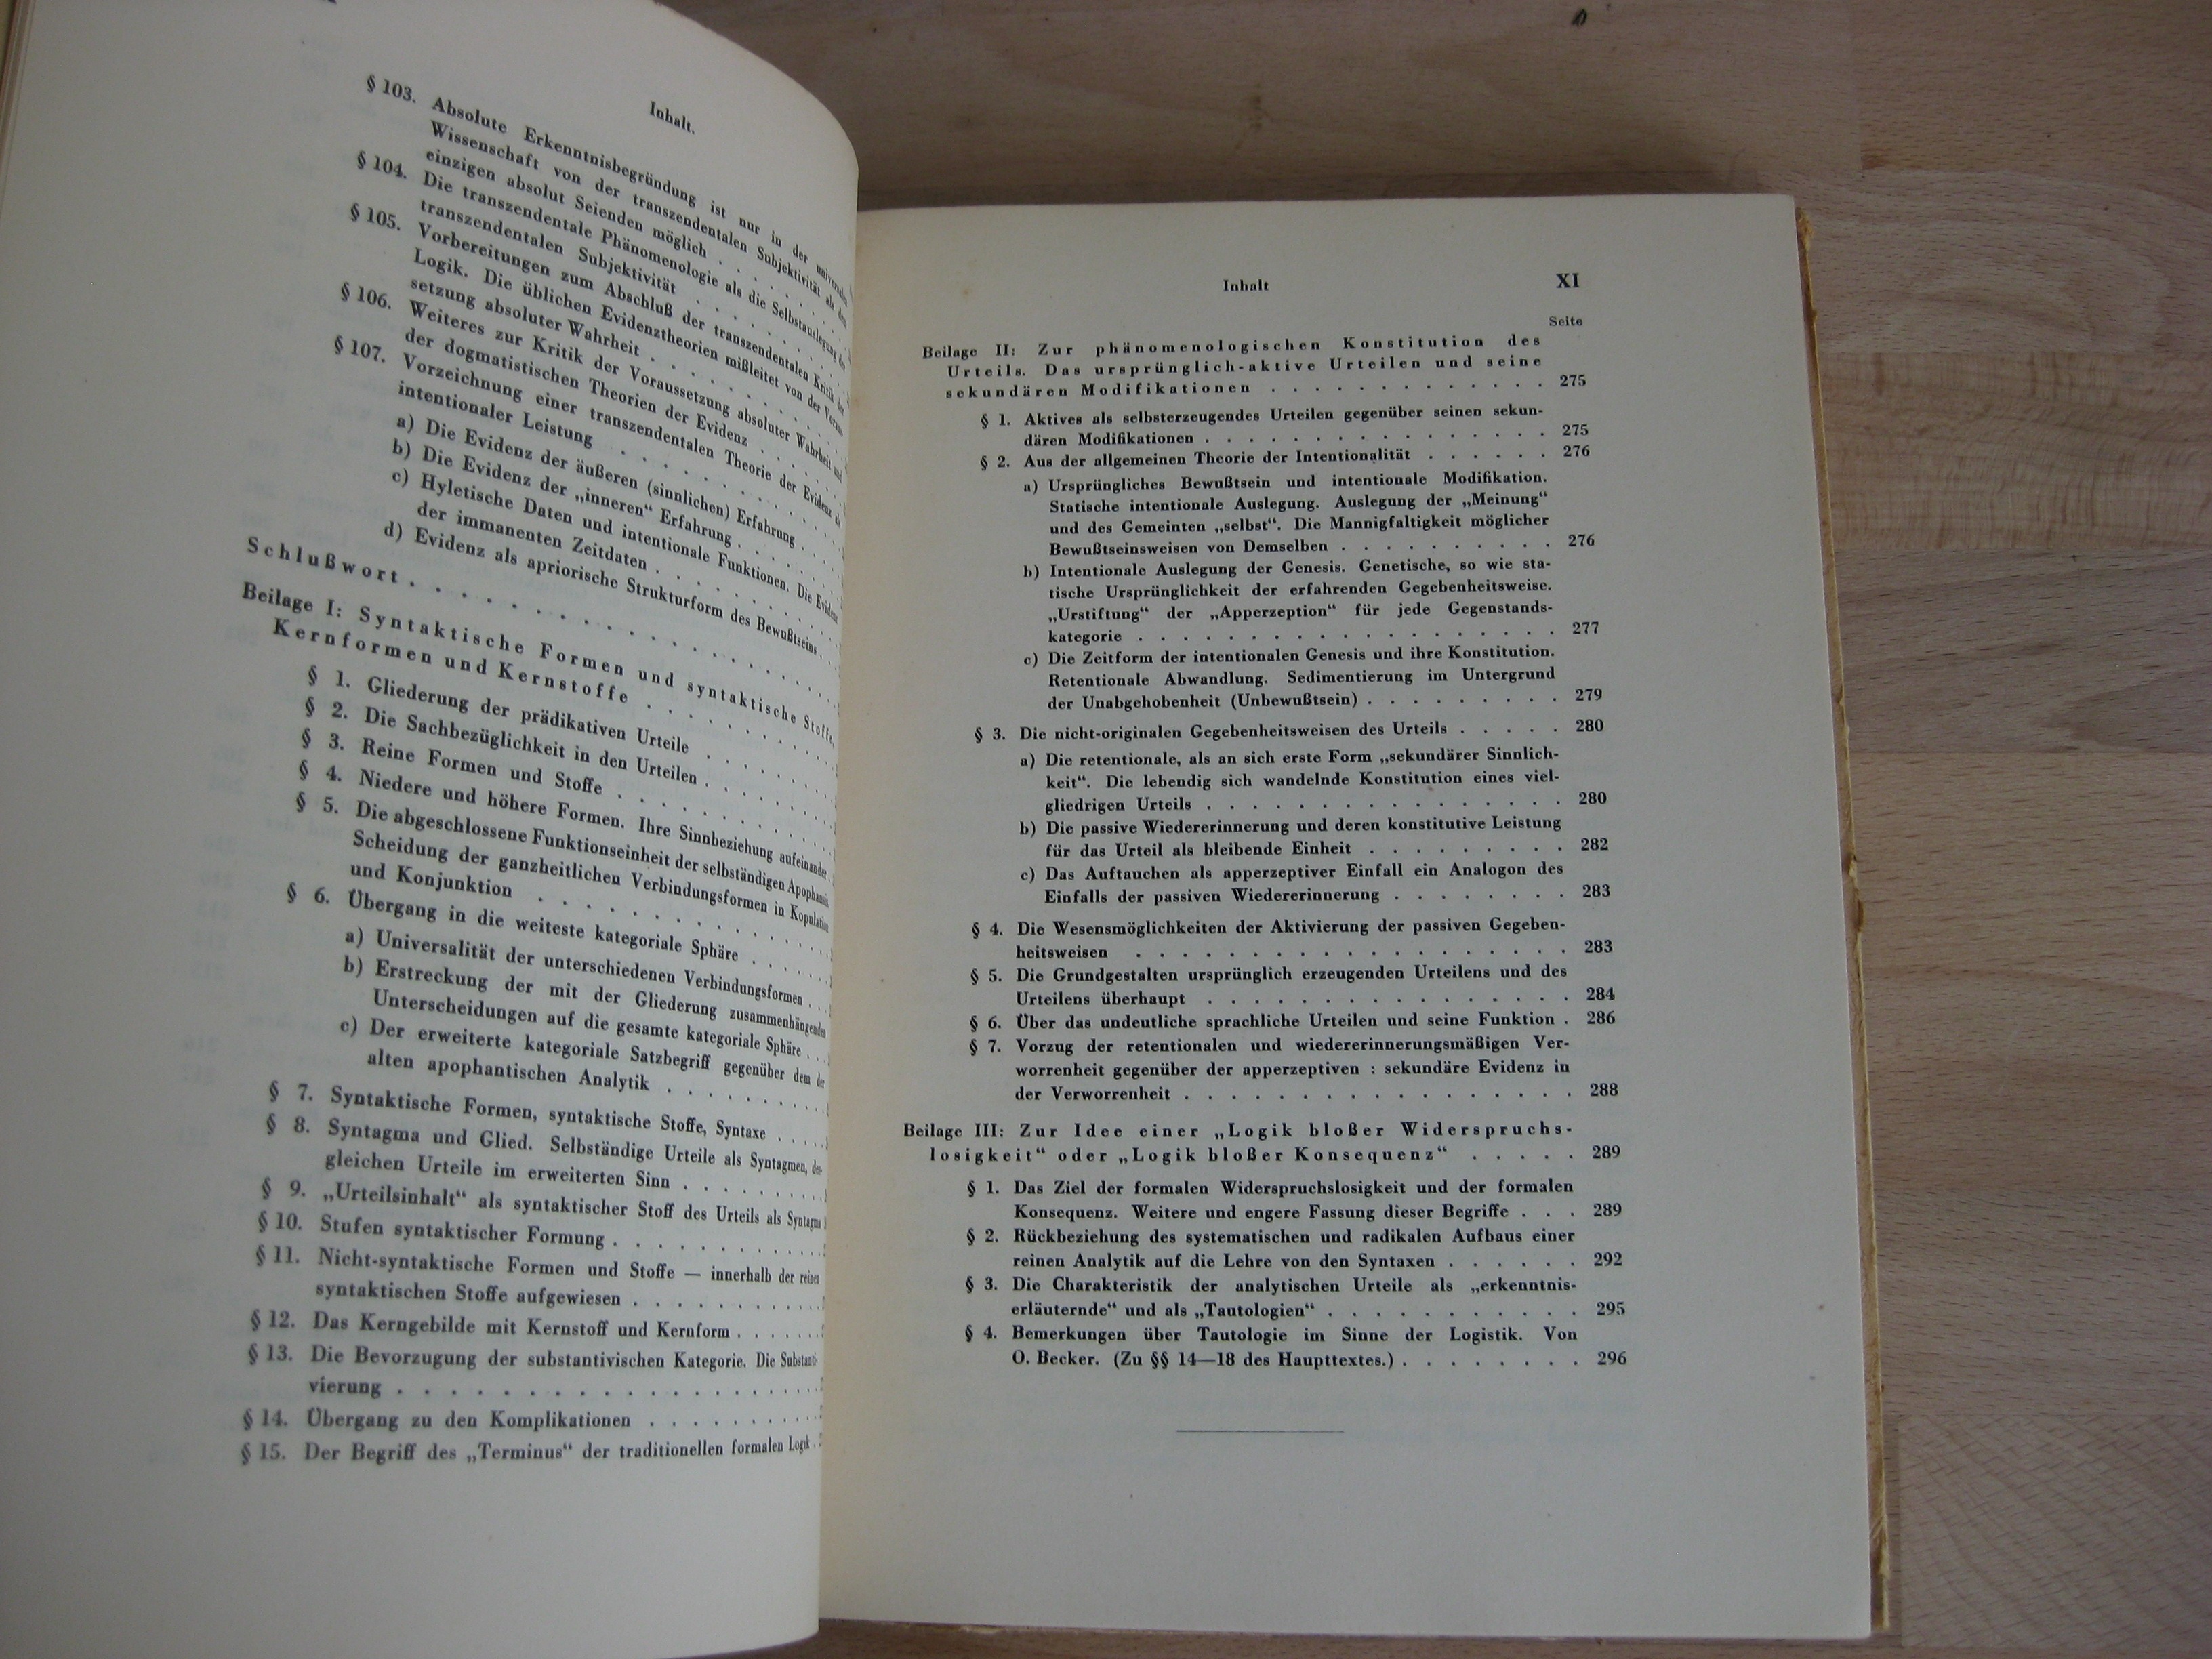 Inhalt.
§ 103. Absolute Erkenntnisbegründung ist nur in der universalen
Wissenschaft von der transzendentalen Subjektivität als dem
einzigen absolut Seienden möglich . . . . . .
§ 104. Die transzendentale Phänomenologie als die Selbstauslegung der
transzendentalen Subjektivität . . . . . .
§ 105. Vorbereitungen zum Abschluß der transzendentalen Kritik der
Logik. Die üblichen Evidenztheorien mißleitet von der Voraus-
setzung absoluter Wahrheit . . . . . .
§ 106. Weiteres zur Kritik der Voraussetzung absoluter Wahrheit und
der dogmatistischen Theorien der Evidenz . . . . .
§ 107. Vorzeichnung einer transzendentalen Theorie der Evidenz als
intentionaler Leistung . . . . . .
a) Die Evidenz der äußeren (sinnlichen) Erfahrung . . . .
b) Die Evidenz der „inneren“ Erfahrung . . . . .
c) Hyletische Daten und intentionale Funktionen. Die Evidenz
der immanenten Zeitdaten . . . . . .
d) Evidenz als apriorische Strukturform des Bewußtseins . . .
Schlußwort . . . . . . . . . .
Beilage I: Syntaktische Formen und syntaktische Stoffe,
Kernformen und Kernstoffe . . . . . .
§ 1. Gliederung der prädikativen Urteile . . . . . .
§ 2. Die Sachbezüglichkeit in den Urteilen . . . . . .
§ 3. Reine Formen und Stoffe . . . . . . .
§ 4. Niedere und höhere Formen. Ihre Sinnbeziehung aufeinander .
§ 5. Die abgeschlossene Funktionseinheit der selbständigen Apophansis.
Scheidung der ganzheitlichen Verbindungsformen in Kopulation
und Konjunktion . . . . . . . .
§ 6. Übergang in die weiteste kategoriale Sphäre . . . . .
a) Universalität der unterschiedenen Verbindungsformen . . .
b) Erstreckung der mit der Gliederung zusammenhängenden
Unterscheidungen auf die gesamte kategoriale Sphäre . . .
c) Der erweiterte kategoriale Satzbegriff gegenüber dem der
alten apophantischen Analytik . . . . . . .
§ 7. Syntaktische Formen, syntaktische Stoffe, Syntaxe . . . . .
§ 8. Syntagma und Glied. Selbständige Urteile als Syntagmen, des-
gleichen Urteile im erweiterten Sinn . . . . . . .
§ 9. „Urteilsinhalt“ als syntaktischer Stoff des Urteils als Syntagma
§ 10. Stufen syntaktischer Formung . . . . . . . . .
§ 11. Nicht-syntaktische Formen und Stoffe — innerhalb der reinen
syntaktischen Stoffe aufgewiesen . . . . . . . .
§ 12. Das Kerngebilde mit Kernstoff und Kernform . . . . . .
§ 13. Die Bevorzugung der substantivischen Kategorie. Die Substanti-
vierung . . . . . . . . . . . . . . .
§ 14. Übergang zu den Komplikationen . . . . . . . .
§ 15. Der Begriff des „Terminus“ der traditionellen formalen Logik .
Inhalt XI
Seite
Beilage II: Zur phänomenologischen Konstitution des
Urteils. Das ursprünglich-aktive Urteilen und seine
sekundären Modifikationen . . . . . . . . . . . . 275
§ 1. Aktives als selbsterzeugendes Urteilen gegenüber seinen sekun-
dären Modifikationen . . . . . . . . . . . . . . . . 275
§ 2. Aus der allgemeinen Theorie der Intentionalität . . . . . . 276
a) Ursprüngliches Bewußtsein und intentionale Modifikation.
Statische intentionale Auslegung. Auslegung der „Meinung“
und des Gemeinten „selbst“. Die Mannigfaltigkeit möglicher
Bewußtseinsweisen von Demselben . . . . . . . . . . 276
b) Intentionale Auslegung der Genesis. Genetische, so wie sta-
tische Ursprünglichkeit der erfahrenden Gegebenheitsweise.
„Urstiftung“ der „Apperzeption“ für jede Gegenstands-
kategorie . . . . . . . . . . . . . . . . . . . 277
c) Die Zeitform der intentionalen Genesis und ihre Konstitution.
Retentionale Abwandlung. Sedimentierung im Untergrund
der Unabgehobenheit (Unbewußtsein) . . . . . . . . . 279
§ 3. Die nicht-originalen Gegebenheitsweisen des Urteils . . . . . 280
a) Die retentionale, als an sich erste Form „sekundärer Sinnlich-
keit“. Die lebendig sich wandelnde Konstitution eines viel-
gliedrigen Urteils . . . . . . . . . . . . . . . . 280
b) Die passive Wiedererinnerung und deren konstitutive Leistung
für das Urteil als bleibende Einheit . . . . . . . . . 282
c) Das Auftauchen als apperzeptiver Einfall ein Analogon des
Einfalls der passiven Wiedererinnerung . . . . . . . . 283
§ 4. Die Wesensmöglichkeiten der Aktivierung der passiven Gegeben-
heitsweisen . . . . . . . . . . . . . . . . . . . 283
§ 5. Die Grundgestalten ursprünglich erzeugenden Urteilens und des
Urteilens überhaupt . . . . . . . . . . . . . . . . 284
§ 6. Über das undeutliche sprachliche Urteilen und seine Funktion . 286
§ 7. Vorzug der retentionalen und wiedererinnerungsmäßigen Ver-
worrenheit gegenüber der apperzeptiven : sekundäre Evidenz in
der Verworrenheit . . . . . . . . . . . . . . . . . 288
Beilage III: Zur Idee einer „Logik bloßer Widerspruchs-
losigkeit“ oder „Logik bloßer Konsequenz“ . . . . . 289
§ 1. Das Ziel der formalen Widerspruchslosigkeit und der formalen
Konsequenz. Weitere und engere Fassung dieser Begriffe . . . 289
§ 2. Rückbeziehung des systematischen und radikalen Aufbaus einer
reinen Analytik auf die Lehre von den Syntaxen . . . . . . 292
§ 3. Die Charakteristik der analytischen Urteile als „erkenntnis-
erläuternde“ und als „Tautologien“ . . . . . . . . . . . 295
§ 4. Bemerkungen über Tautologie im Sinne der Logistik. Von
O. Becker. (Zu §§ 14—18 des Haupttextes.) . . . . . . . . 296